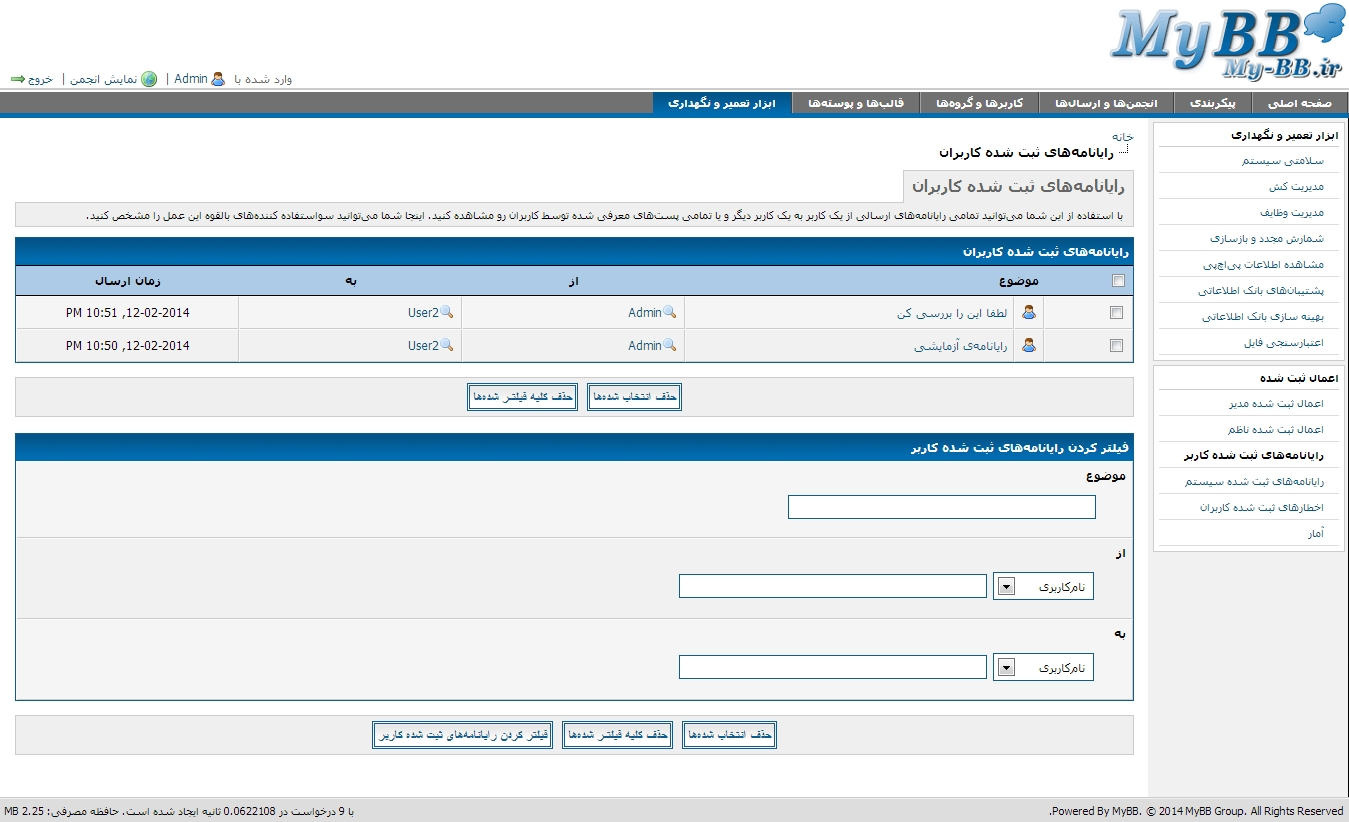 MyBB
My-BB.ir
وارد شده با Admin | نمایش انجمن | خروج
صفحه اصلی
پیکربندی
انجمن‌ها و ارسال‌ها
کاربرها و گروه‌ها
قالب‌ها و پوسته‌ها
ابزار تعمیر و نگهداری
ابزار تعمیر و نگهداری
سلامتی سیستم
مدیریت کش
مدیریت وظایف
شمارش مجدد و بازسازی
مشاهده اطلاعات پی‌اچ‌پی
پشتیبان‌های بانک اطلاعاتی
بهینه سازی بانک اطلاعاتی
اعتبارسنجی فایل
اعمال ثبت شده
اعمال ثبت شده مدیر
اعمال ثبت شده ناظم
رایانامه‌های ثبت شده کاربر
رایانامه‌های ثبت شده سیستم
اخطارهای ثبت شده کاربران
آمار
خانه
رایانامه‌های ثبت شده کاربران
رایانامه‌های ثبت شده کاربران
با استفاده از این شما می‌توانید تمامی رایانامه‌های ارسالی از یک کاربر به یک کاربر دیگر و یا تمامی پست‌های معرفی شده توسط کاربران رو مشاهده کنید. اینجا شما می‌توانید سواستفاده کننده‌های بالقوه این عمل را مشخص کنید.
رایانامه‌های ثبت شده کاربران
موضوع از به زمان ارسال
لطفا این را بررسی کن Admin User2 12-02-2014, 10:51 PM
رایانامه‌ی آزمایشی Admin User2 12-02-2014, 10:50 PM
حذف انتخاب شده‌ها
حذف کلیه فیلتر شده‌ها
فیلتر کردن رایانامه‌های ثبت شده کاربر
موضوع
از
نام‌کاربری
به
نام‌کاربری
حذف انتخاب شده‌ها
حذف کلیه فیلتر شده‌ها
فیلتر کردن رایانامه‌های ثبت شده کاربر
Powered By MyBB. © 2014 MyBB Group. All Rights Reserved.
با 9 درخواست در 0.0622108 ثانیه ایجاد شده است. حافظه مصرفی: 2.25 MB